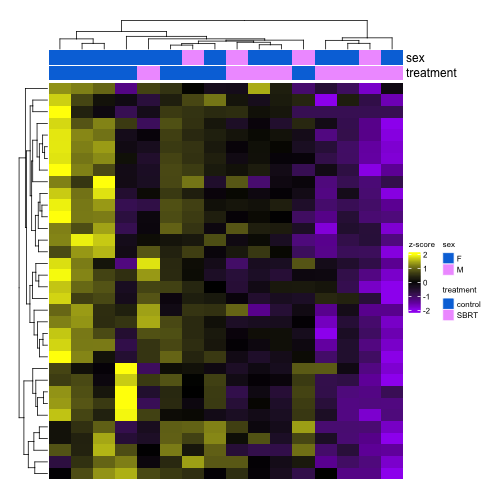 sex
treatment
z-score
2
1
0
-1
-2
sex
F
M
treatment
control
SBRT